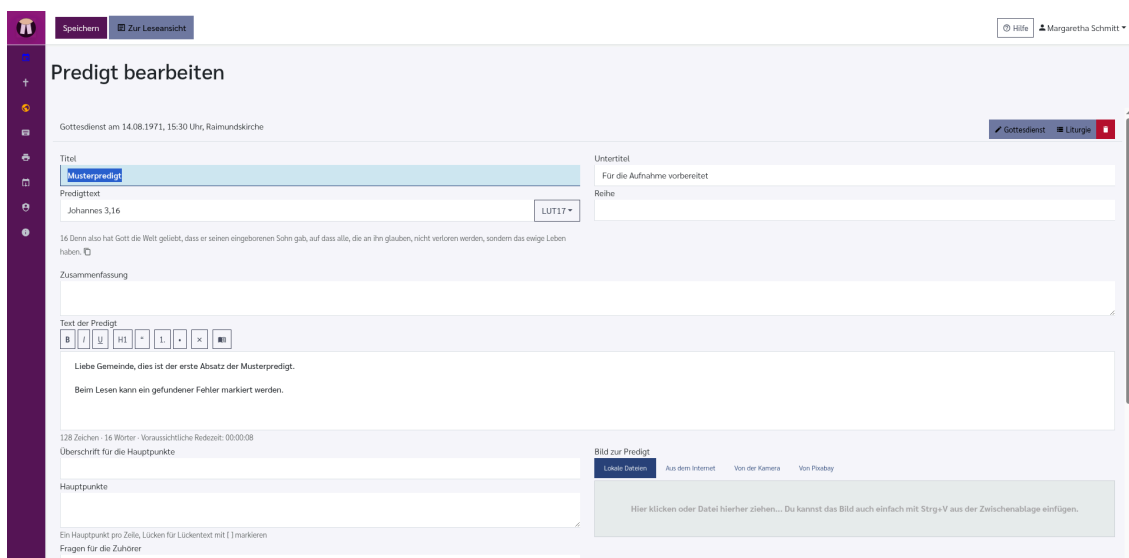 Speichern
Zur Leseansicht
Hilfe
Margaretha Schmitt
Predigt bearbeiten
Gottesdienst am 14.08.1971, 15:30 Uhr, Raimundskirche
Gottesdienst
Liturgie
Titel
Untertitel
Musterpredigt
Für die Aufnahme vorbereitet
Predigttext
Reihe
Johannes 3,16
LUT17
16 Denn also hat Gott die Welt geliebt, dass er seinen eingeborenen Sohn gab, auf dass alle, die an ihn glauben, nicht verloren werden, sondern das ewige Leben
haben.
Zusammenfassung
Text der Predigt
B I U H1 " 1. • ×
Liebe Gemeinde, dies ist der erste Absatz der Musterpredigt.
Beim Lesen kann ein gefundener Fehler markiert werden.
128 Zeichen · 16 Wörter · Voraussichtliche Redezeit: 00:00:08
Überschrift für die Hauptpunkte
Bild zur Predigt
Lokale Dateien
Aus dem Internet
Von der Kamera
Von Pixabay
Hauptpunkte
Hier klicken oder Datei hierher ziehen... Du kannst das Bild auch einfach mit Strg+V aus der Zwischenablage einfügen.
Ein Hauptpunkt pro Zeile, Lücken für Lückentext mit [ ] markieren
Fragen für die Zuhörer